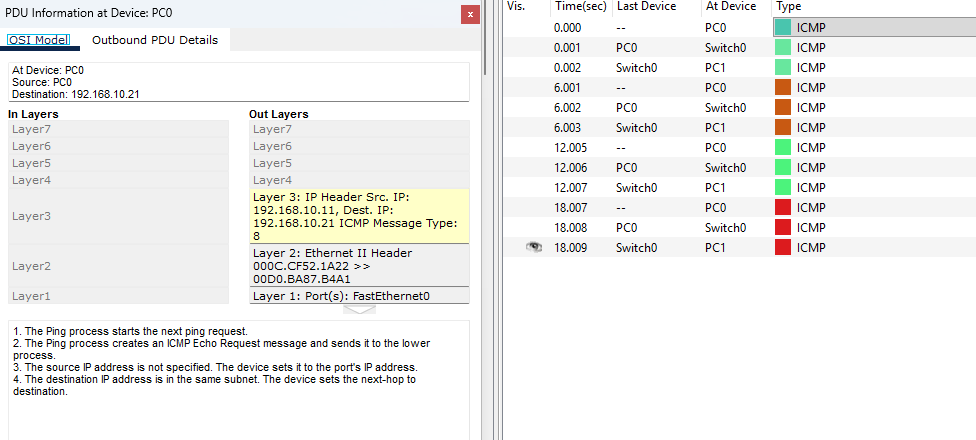 PDU Information at Device: PC0
x
OSI Model Outbound PDU Details
At Device: PC0
Source: PC0
Destination: 192.168.10.21
In Layers Out Layers
Layer7 Layer7
Layer6 Layer6
Layer5 Layer5
Layer4 Layer4
Layer3
Layer 3: IP Header Src. IP:
192.168.10.11, Dest. IP:
192.168.10.21 ICMP Message Type:
8
Layer2
Layer 2: Ethernet II Header
000C.CF52.1A22 >>
00D0.BA87.B4A1
Layer1 Layer 1: Port(s): FastEthernet0
1. The Ping process starts the next ping request.
2. The Ping process creates an ICMP Echo Request message and sends it to the lower
process.
3. The source IP address is not specified. The device sets it to the port's IP address.
4. The destination IP address is in the same subnet. The device sets the next-hop to
destination.
Vis. Time(sec) Last Device At Device Type
0.000 -- PC0 ICMP
0.001 PC0 Switch0 ICMP
0.002 Switch0 PC1 ICMP
6.001 -- PC0 ICMP
6.002 PC0 Switch0 ICMP
6.003 Switch0 PC1 ICMP
12.005 -- PC0 ICMP
12.006 PC0 Switch0 ICMP
12.007 Switch0 PC1 ICMP
18.007 -- PC0 ICMP
18.008 PC0 Switch0 ICMP
18.009 Switch0 PC1 ICMP